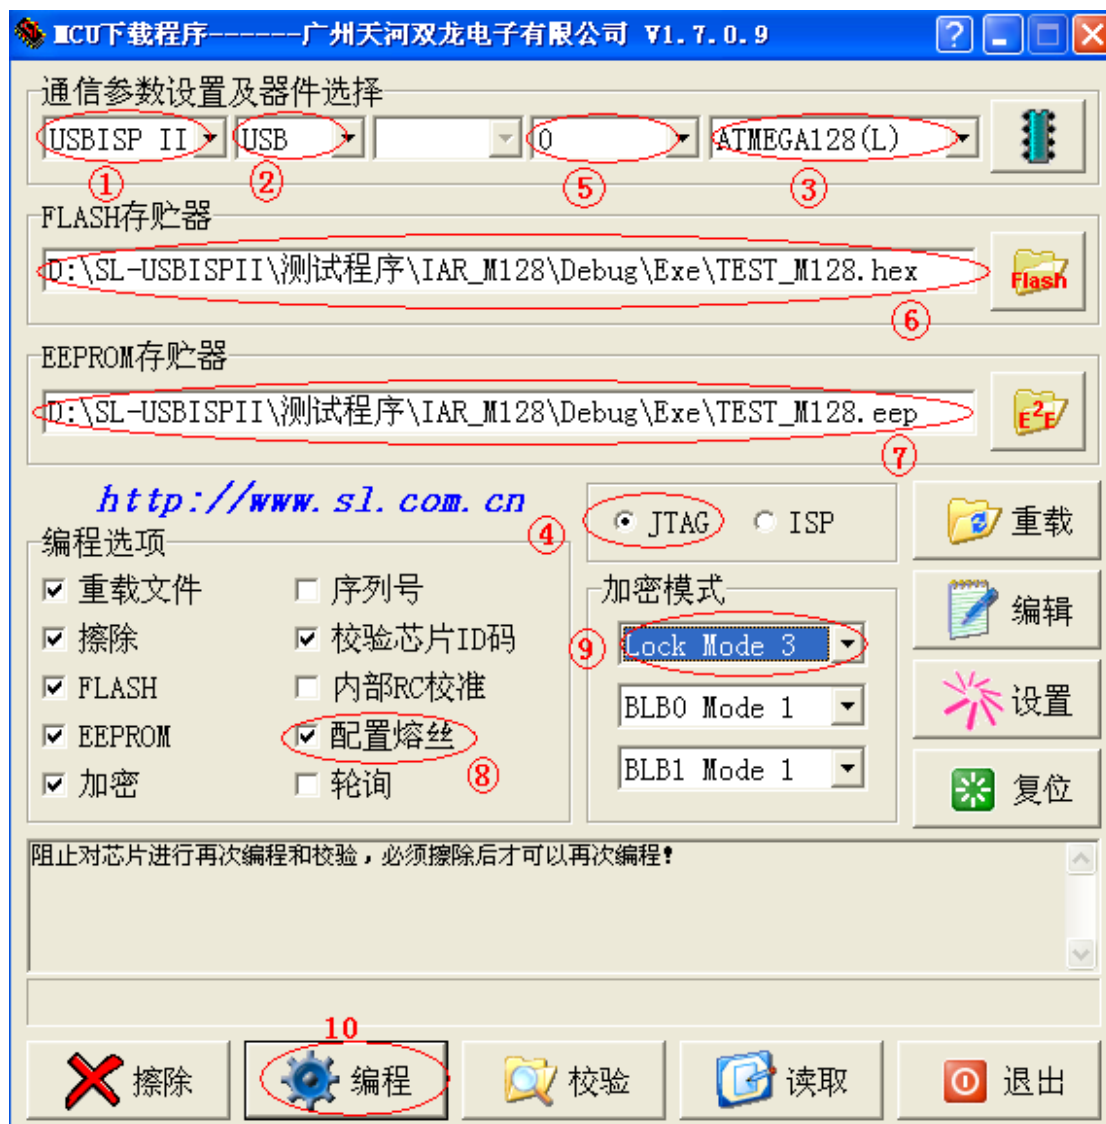 MCU下载程序------广州天河双龙电子有限公司 V1.7.0.9
通信参数设置及器件选择
USBISP II USB 0 ATMEGA128(L)
① ② ⑤ ③
FLASH存贮器
D:\SL-USBISPII\测试程序\IAR_M128\Debug\Exe\TEST_M128.hex
Flash
⑥
EEPROM存贮器
D:\SL-USBISPII\测试程序\IAR_M128\Debug\Exe\TEST_M128.eep
E²E
⑦
http://www.sl.com.cn
④ JTAG ISP
重载
编程选项
重载文件 序列号
擦除 校验芯片ID码
FLASH 内部RC校准
EEPROM 配置熔丝
⑧
加密 轮询
加密模式
⑨ Lock Mode 3
BLB0 Mode 1
BLB1 Mode 1
编辑
设置
复位
阻止对芯片进行再次编程和校验，必须擦除后才可以再次编程！
10
擦除 编程 校验 读取 退出